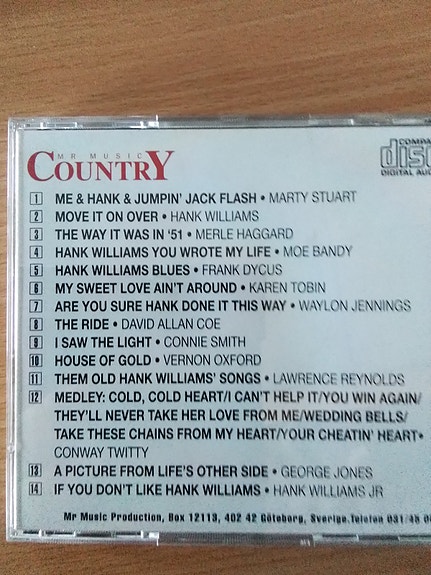 MR MUSIC
COUNTRY
DIGITAL
1 ME & HANK & JUMPIN' JACK FLASH • MARTY STUART
2 MOVE IT ON OVER • HANK WILLIAMS
3 THE WAY IT WAS IN '51 • MERLE HAGGARD
4 HANK WILLIAMS YOU WROTE MY LIFE • MOE BANDY
5 HANK WILLIAMS BLUES • FRANK DYCUS
6 MY SWEET LOVE AIN'T AROUND • KAREN TOBIN
7 ARE YOU SURE HANK DONE IT THIS WAY • WAYLON JENNINGS
8 THE RIDE • DAVID ALLAN COE
9 I SAW THE LIGHT • CONNIE SMITH
10 HOUSE OF GOLD • VERNON OXFORD
11 THEM OLD HANK WILLIAMS' SONGS • LAWRENCE REYNOLDS
12 MEDLEY: COLD, COLD HEART/I CAN'T HELP IT/YOU WIN AGAIN/
THEY'LL NEVER TAKE HER LOVE FROM ME/WEDDING BELLS/
TAKE THESE CHAINS FROM MY HEART/YOUR CHEATIN' HEART•
CONWAY TWITTY
13 A PICTURE FROM LIFE'S OTHER SIDE • GEORGE JONES
14 IF YOU DON'T LIKE HANK WILLIAMS • HANK WILLIAMS JR
Mr Music Production, Box 12113, 402 42 Göteborg, Sverige.Telefon 031/45